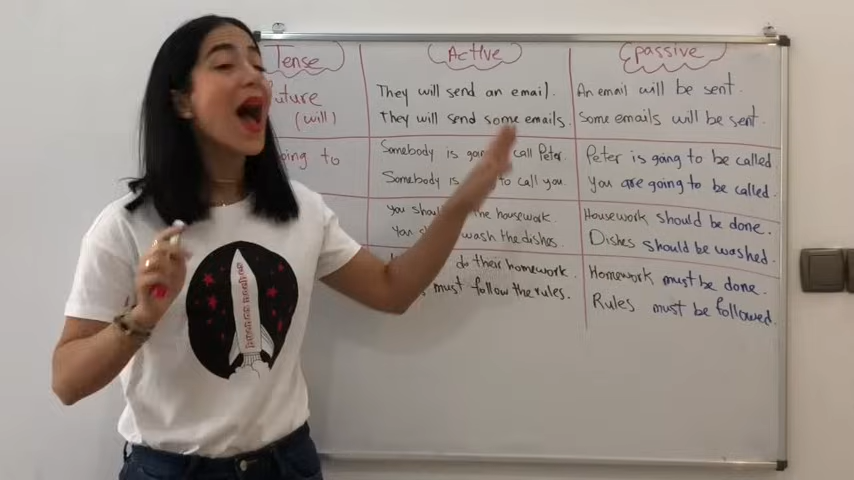 Tense
Active
Passive
uture
(will)
They will send an email.
They will send some emails.
An email will be sent.
Some emails will be sent.
oing to
Somebody is going call Peter.
Somebody is to call you
Peter is going to be called.
You are going to be called.
You the housework.
You wash the dishes.
Housework should be done.
Dishes should be washed.
do their homework
must follow the rules.
Homework must be done.
Rules must be followed.